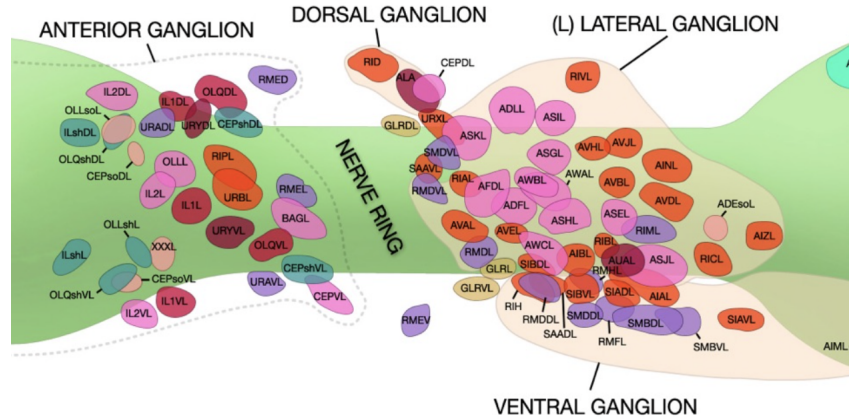 DORSAL GANGLION
(L) LATERAL GANGLION
ANTERIOR GANGLION
RID
CEPDL
ALA
RIVL
RMED
IL2DL
IL1DL
OLQDL
OLLsoL
ILshDL
URADL
URYDL
CEPshDL
OLQshDL
CEPsoDL
GLRDL
URXL
ASKL
ADLL
ASIL
SMDVL
AVHL
AVJL
OLLL
RIPL
NERVE RING
SAAVL
ASGL
AINL
IL2L
URBL
RMEL
RMDVL
RIAL
AFDL
AWBL
AWAL
AVBL
IL1L
BAGL
ADFL
ASHL
AVDL
ADEsoL
OLLshL
URYVL
OLQVL
AVAL
AVEL
ASEL
RIML
AIZL
ILshL
XXXL
RMDL
AWCL
AIBL
RIBL
AUAL
ASJL
RICL
CEPshVL
GLRL
SIBDL
RMHL
OLQshVL
CEPsoVL
URAVL
CEPVL
GLRVL
SIBVL
SIADL
AIAL
IL2VL
IL1VL
RMEV
RIH
RMDDL
SAADL
SMDDL
RMFL
SMBDL
SMBVL
SIAVL
AIML
VENTRAL GANGLION